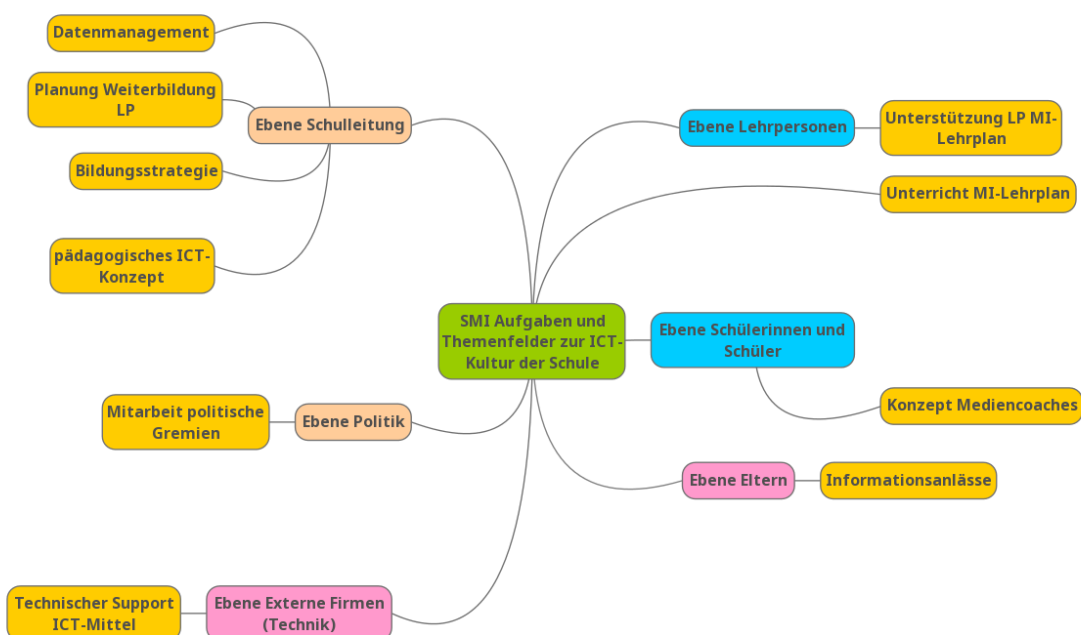 Datenmanagement
Planung Weiterbildung
LP
Ebene Schulleitung
Bildungsstrategie
pädagogisches ICT-
Konzept
Ebene Lehrpersonen
Unterstützung LP MI-
Lehrplan
Unterricht MI-Lehrplan
SMI Aufgaben und
Themenfelder zur ICT-
Kultur der Schule
Ebene Schülerinnen und
Schüler
Konzept Mediencoaches
Mitarbeit politische
Gremien
Ebene Politik
Ebene Eltern
Informationsanlässe
Technischer Support
ICT-Mittel
Ebene Externe Firmen
(Technik)